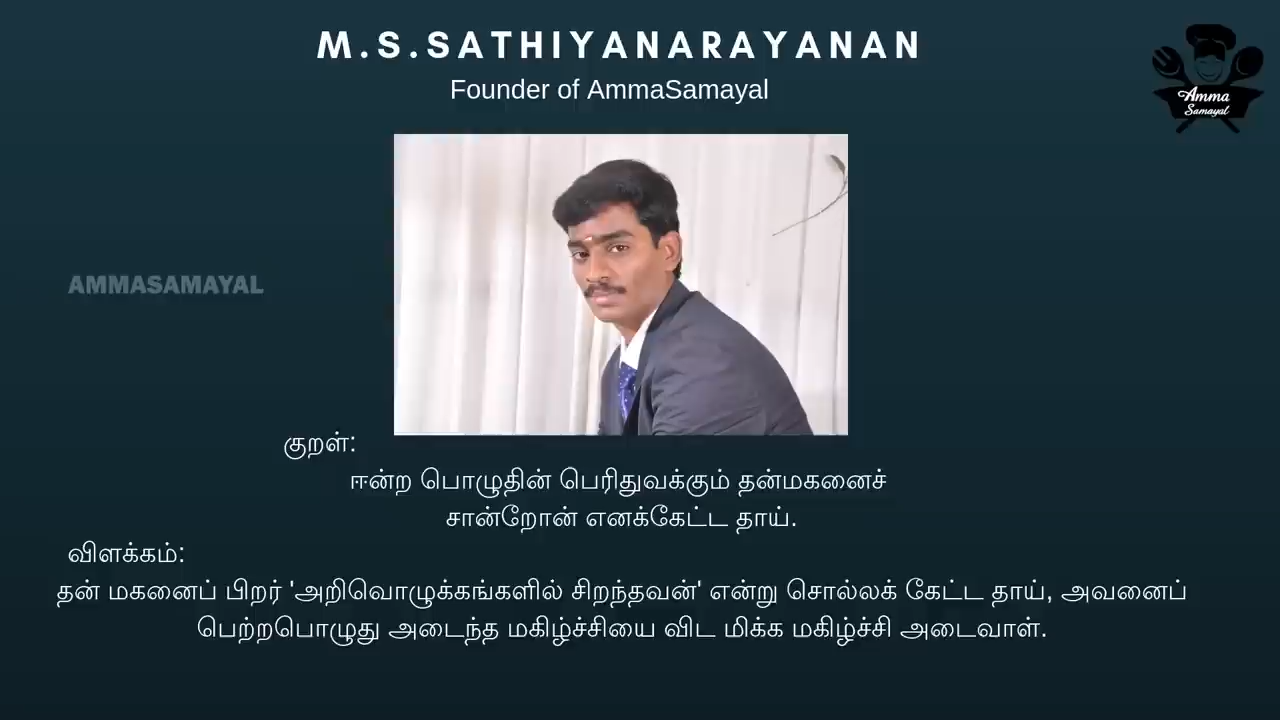 M.S.SATHIYANARAYANAN
Founder of AmmaSamayal
Amma
Samayal
AMMASAMAYAL
குறள்:
ஈன்ற பொழுதின் பெரிதுவக்கும் தன்மகனைச்
சான்றோன் எனக்கேட்ட தாய்.
விளக்கம்:
தன் மகனைப் பிறர் 'அறிவொழுக்கங்களில் சிறந்தவன்' என்று சொல்லக் கேட்ட தாய், அவனைப்
பெற்றபொழுது அடைந்த மகிழ்ச்சியை விட மிக்க மகிழ்ச்சி அடைவாள்.